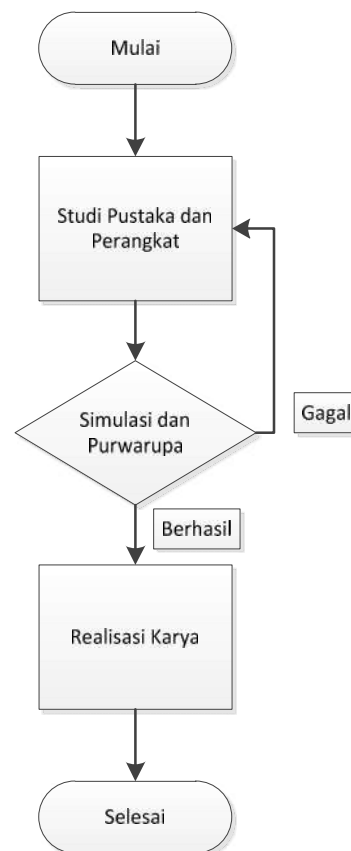 Mulai
Studi Pustaka dan
Perangkat
Simulasi dan
Purwarupa
Gagal
Berhasil
Realisasi Karya
Selesai